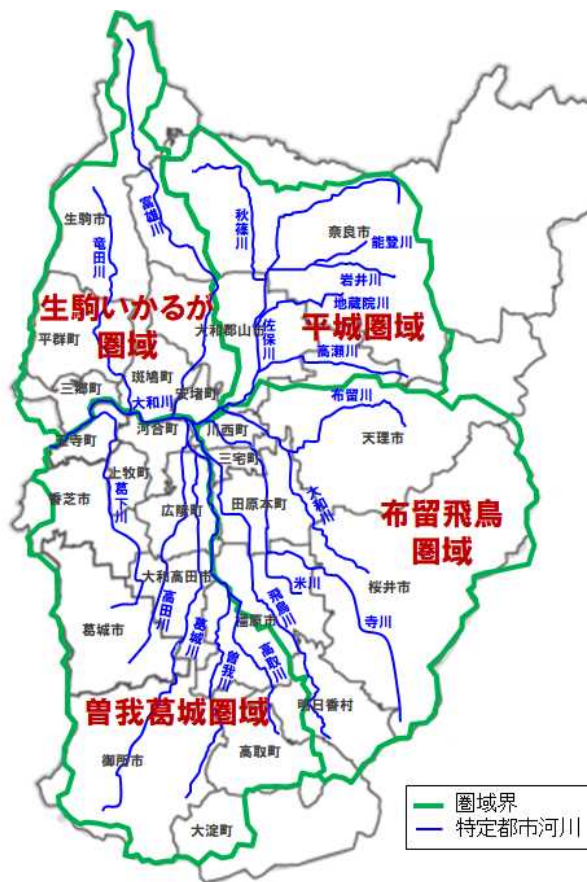 生駒市
富雄川
秋篠川
奈良市
能登川
竜田川
岩井川
地蔵院川
生駒いかるが
圏域
大和郡山市
佐保川
平城圏域
高瀬川
平群町
斑鳩町
三郷町
安堵町
大和川
布留川
王寺町
河合町
川西町
天理市
三宅町
上牧町
香芝市
葛下川
広陵町
田原本町
大和川
布留飛鳥
圏域
大和高田市
高田川
米川
桜井市
葛城市
葛城川
橿原市
飛鳥川
寺川
曽我川
高取川
明日香村
曽我葛城圏域
御所市
高取町
大淀町
圏域界
特定都市河川